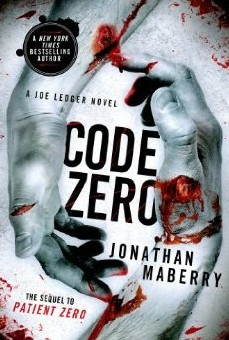 A
NEW YORK
TIMES
BESTSELLING
AUTHOR
A JOE LEDGER NOVEL
CODE
ZERO
JONATHAN
MABERRY
THE SEQUEL TO
PATIENT ZERO